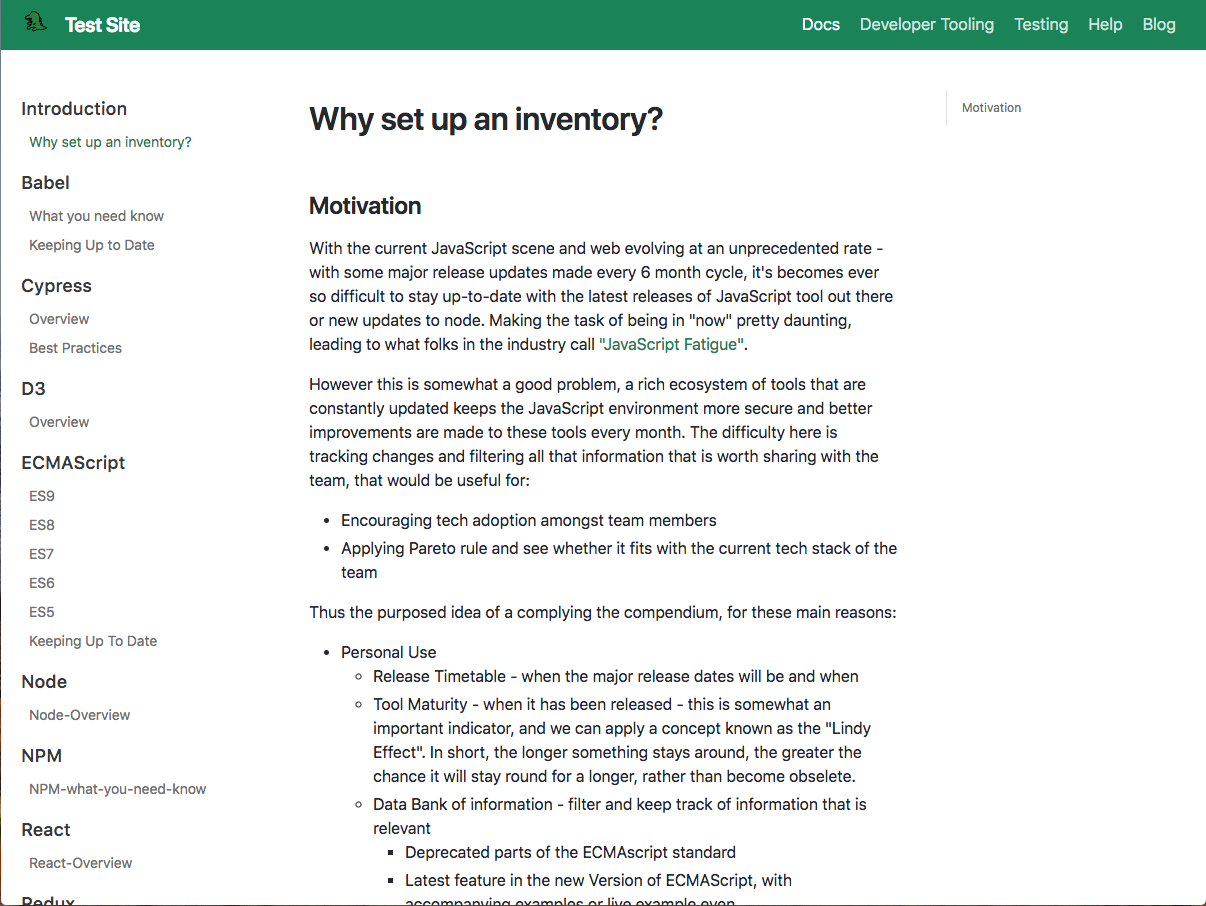 Test Site
Docs
Developer Tooling
Testing
Help
Blog
Introduction
Why set up an inventory?
Babel
What you need know
Keeping Up to Date
Cypress
Overview
Best Practices
D3
Overview
ECMAScript
ES9
ES8
ES7
ES6
ES5
Keeping Up To Date
Node
Node-Overview
NPM
NPM-what-you-need-know
React
React-Overview
Redux
Why set up an inventory?
Motivation
With the current JavaScript scene and web evolving at an unprecedented rate -
with some major release updates made every 6 month cycle, it's becomes ever
so difficult to stay up-to-date with the latest releases of JavaScript tool out there
or new updates to node. Making the task of being in "now" pretty daunting,
leading to what folks in the industry call "JavaScript Fatigue".
However this is somewhat a good problem, a rich ecosystem of tools that are
constantly updated keeps the JavaScript environment more secure and better
improvements are made to these tools every month. The difficulty here is
tracking changes and filtering all that information that is worth sharing with the
team, that would be useful for:
• Encouraging tech adoption amongst team members
• Applying Pareto rule and see whether it fits with the current tech stack of the
team
Thus the purposed idea of a complying the compendium, for these main reasons:
• Personal Use
◦ Release Timetable - when the major release dates will be and when
◦ Tool Maturity - when it has been released - this is somewhat an
important indicator, and we can apply a concept known as the "Lindy
Effect". In short, the longer something stays around, the greater the
chance it will stay round for a longer, rather than become obselete.
◦ Data Bank of information - filter and keep track of information that is
relevant
▪ Deprecated parts of the ECMAscript standard
▪ Latest feature in the new Version of ECMAScript, with
accompanying examples or live example even
Motivation